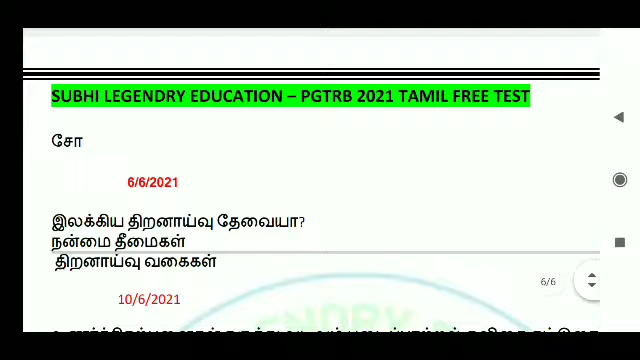 SUBHI LEGENDRY EDUCATION – PGTRB 2021 TAMIL FREE TEST
சோ
6/6/2021
இலக்கிய திறனாய்வு தேவையா?
நன்மை தீமைகள்
திறனாய்வு வகைகள்
6/6
10/6/2021